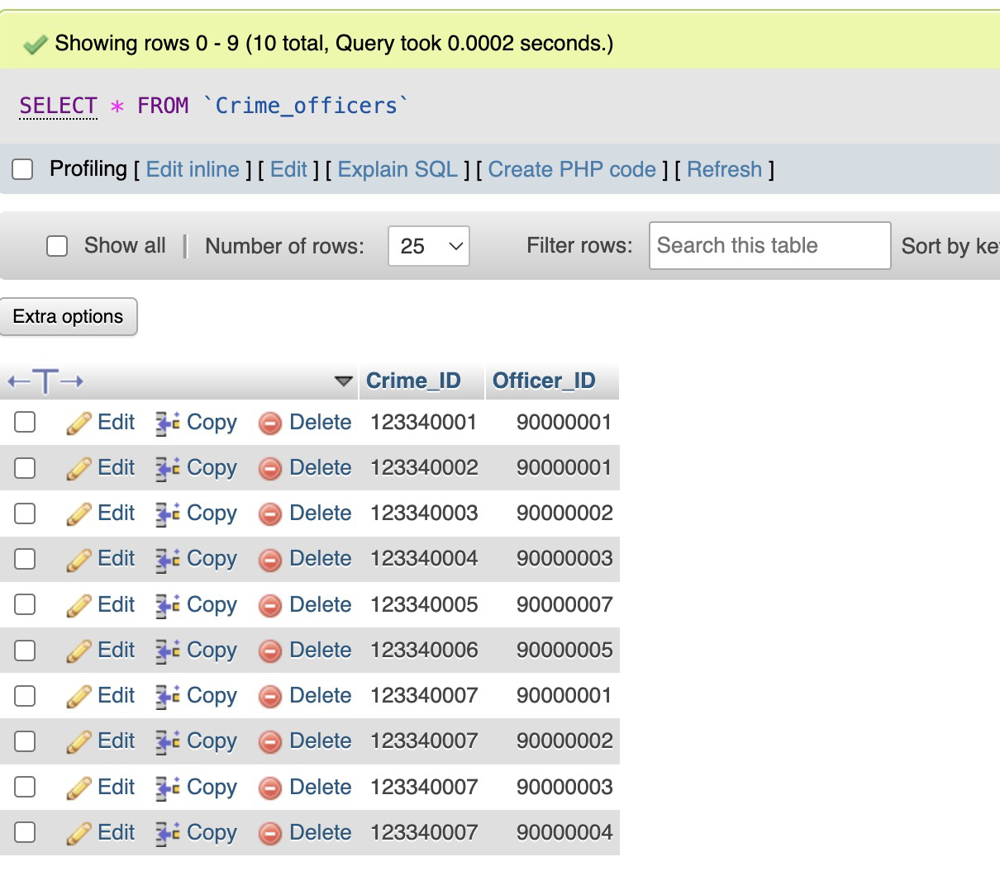 Showing rows 0 - 9 (10 total, Query took 0.0002 seconds.)
SELECT * FROM `Crime_officers`
Profiling [ Edit inline ] [ Edit ] [ Explain SQL ] [ Create PHP code ] [ Refresh ]
Show all | Number of rows: 25 Filter rows: Search this table Sort by ke
Extra options
←T→ Crime_ID Officer_ID
Edit Copy Delete 123340001 90000001
Edit Copy Delete 123340002 90000001
Edit Copy Delete 123340003 90000002
Edit Copy Delete 123340004 90000003
Edit Copy Delete 123340005 90000007
Edit Copy Delete 123340006 90000005
Edit Copy Delete 123340007 90000001
Edit Copy Delete 123340007 90000002
Edit Copy Delete 123340007 90000003
Edit Copy Delete 123340007 90000004